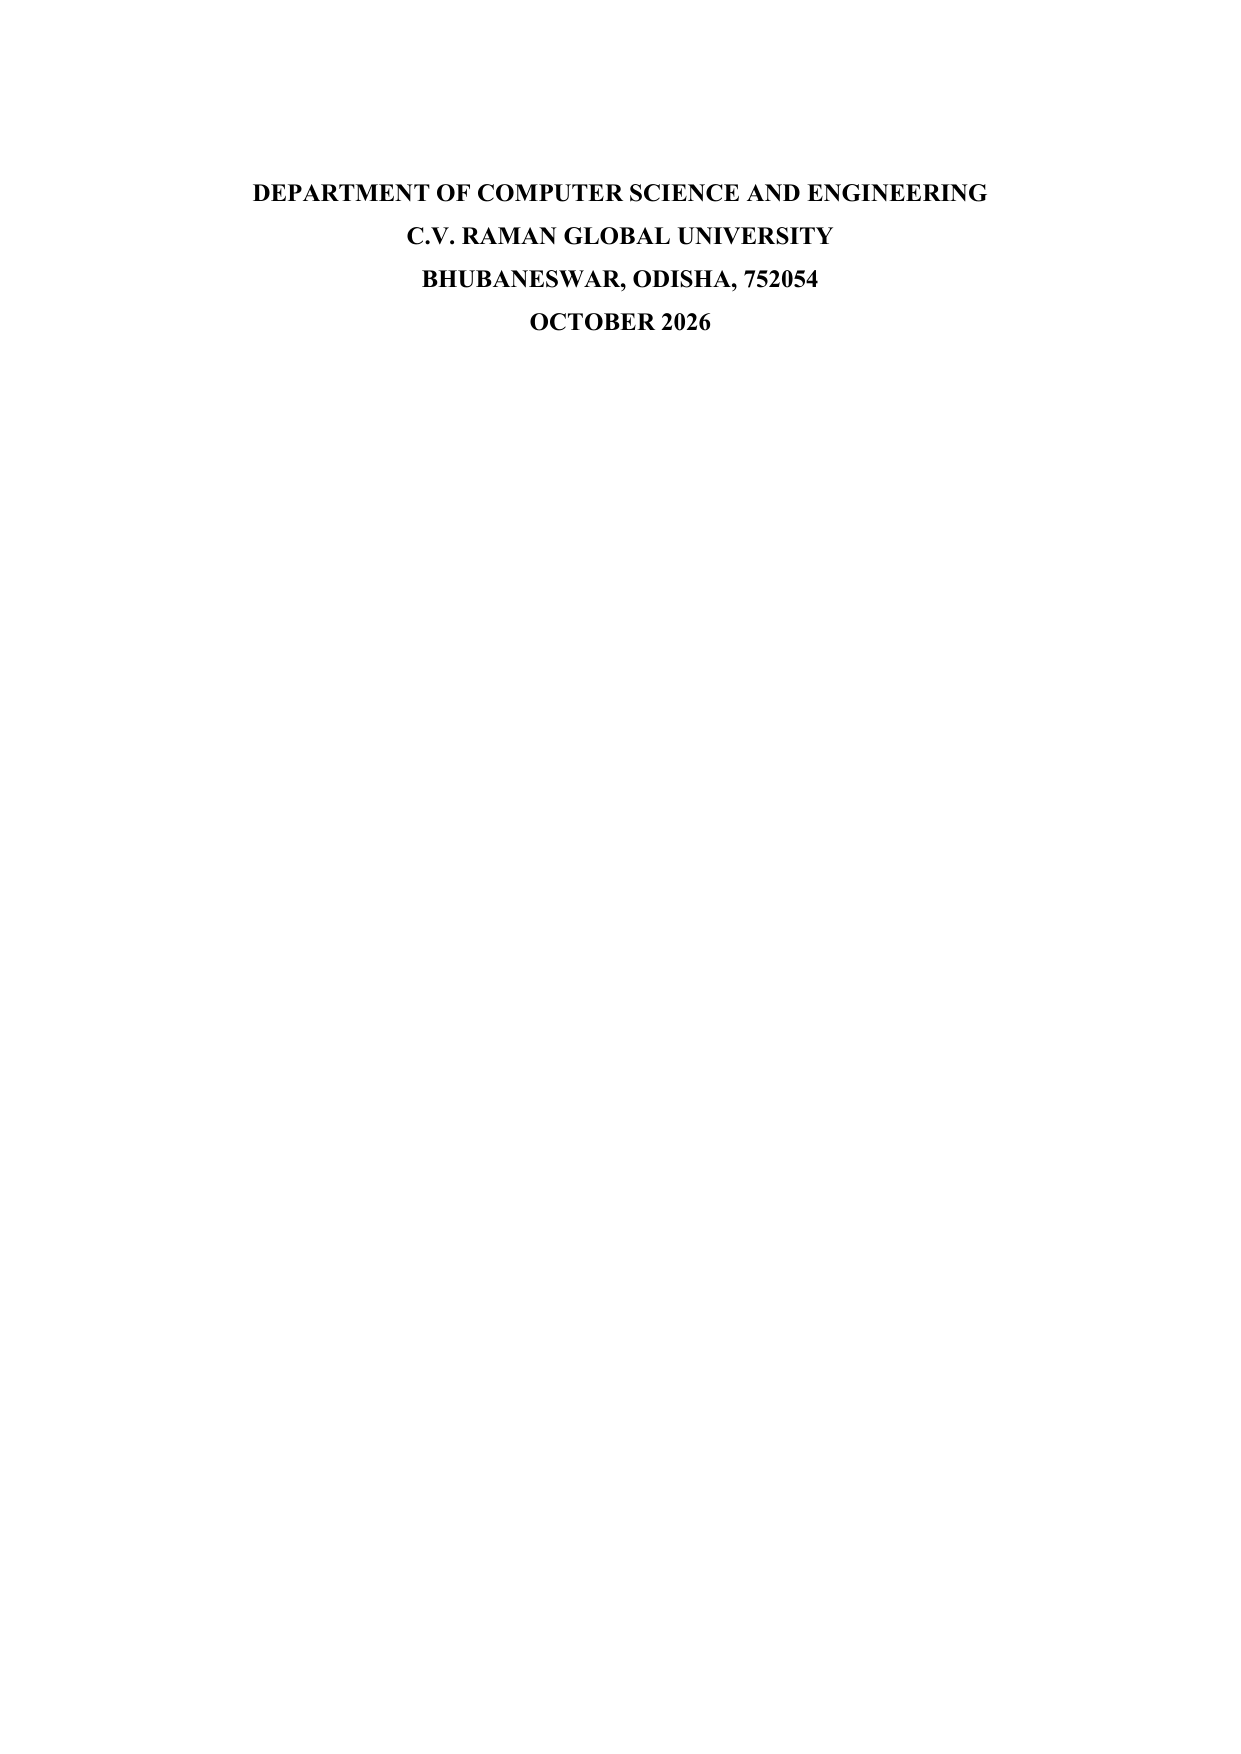 DEPARTMENT OF COMPUTER SCIENCE AND ENGINEERING
C.V. RAMAN GLOBAL UNIVERSITY
BHUBANESWAR, ODISHA, 752054
OCTOBER 2026